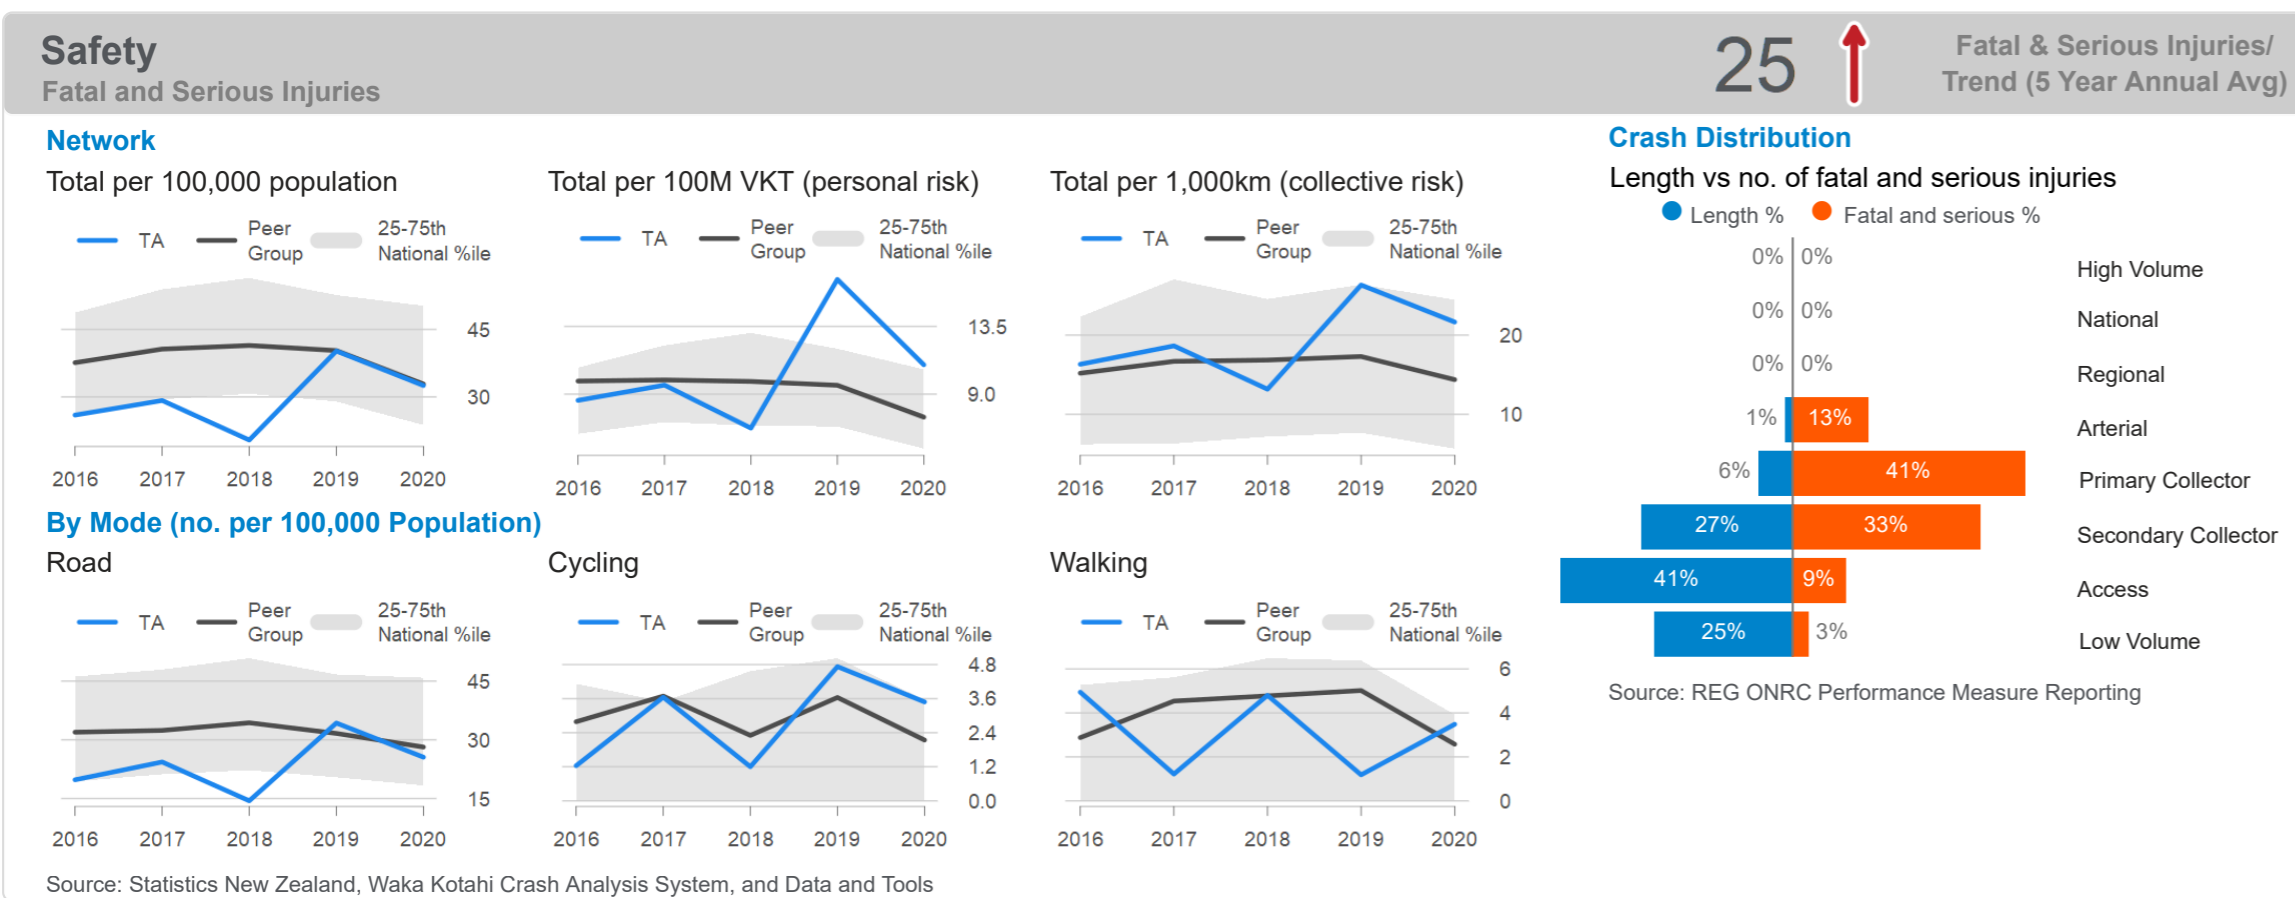 Safety
Fatal and Serious Injuries
25
Fatal & Serious Injuries/
Trend (5 Year Annual Avg)
Network
Total per 100,000 population
TA
Peer
Group
25-75th
National %ile
45
30
2016 2017 2018 2019 2020
Total per 100M VKT (personal risk)
TA
Peer
Group
25-75th
National %ile
13.5
9.0
2016 2017 2018 2019 2020
Total per 1,000km (collective risk)
TA
Peer
Group
25-75th
National %ile
20
10
2016 2017 2018 2019 2020
By Mode (no. per 100,000 Population)
Road
TA
Peer
Group
25-75th
National %ile
45
30
15
2016 2017 2018 2019 2020
Cycling
TA
Peer
Group
25-75th
National %ile
4.8
3.6
2.4
1.2
0.0
2016 2017 2018 2019 2020
Walking
TA
Peer
Group
25-75th
National %ile
6
4
2
0
2016 2017 2018 2019 2020
Source: Statistics New Zealand, Waka Kotahi Crash Analysis System, and Data and Tools
Crash Distribution
Length vs no. of fatal and serious injuries
Length % Fatal and serious %
0% 0% High Volume
0% 0% National
0% 0% Regional
1% 13% Arterial
6% 41% Primary Collector
27% 33% Secondary Collector
41% 9% Access
25% 3% Low Volume
Source: REG ONRC Performance Measure Reporting